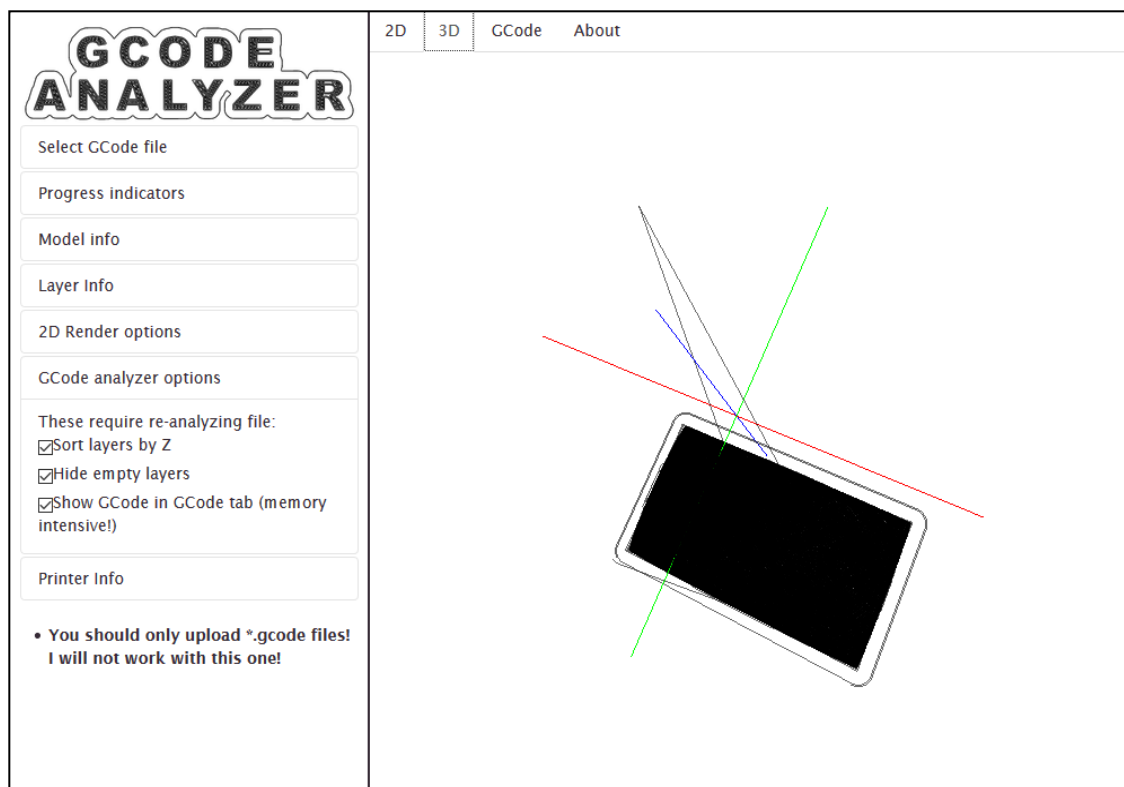 GCODE
ANALYZER
2D
3D
GCode
About
Select GCode file
Progress indicators
Model info
Layer Info
2D Render options
GCode analyzer options
These require re-analyzing file:
Sort layers by Z
Hide empty layers
Show GCode in GCode tab (memory
intensive!)
Printer Info
• You should only upload *.gcode files!
I will not work with this one!